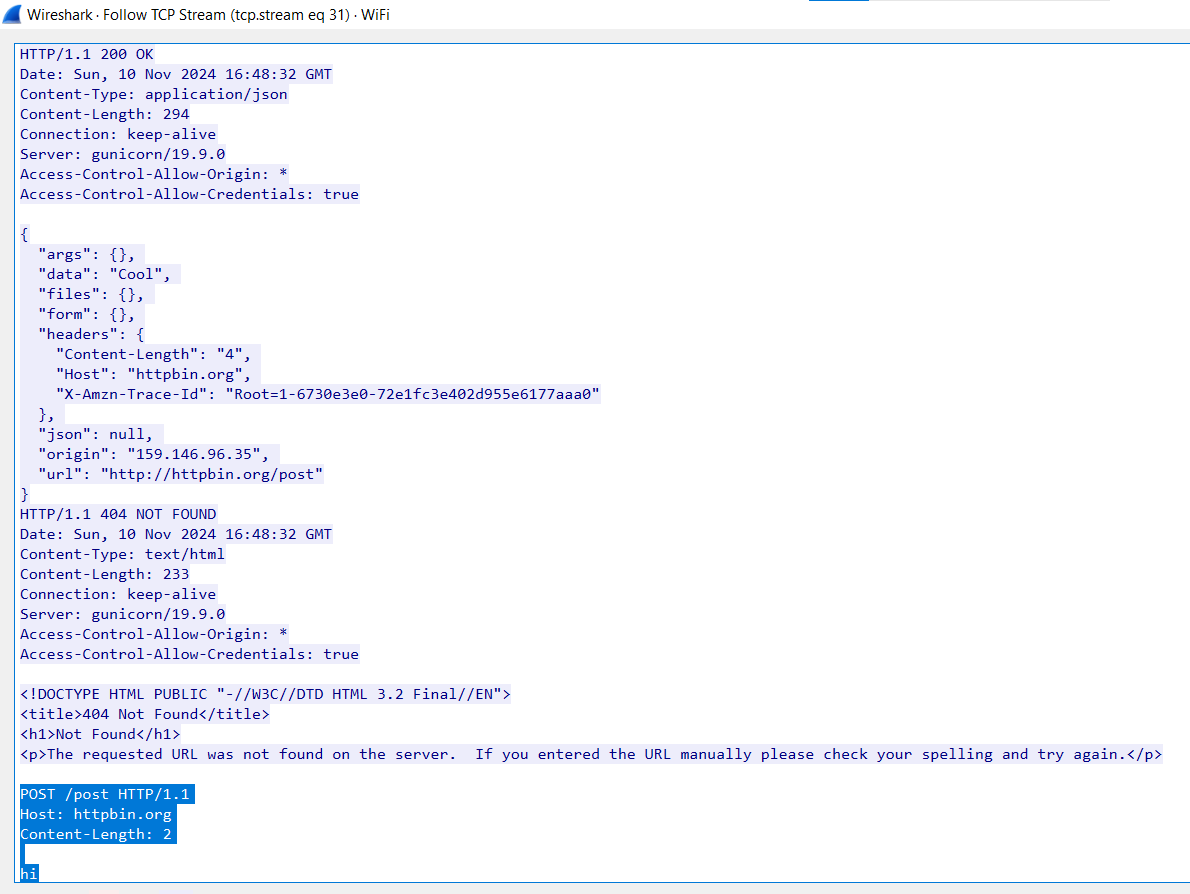 Wireshark · Follow TCP Stream (tcp.stream eq 31) · WiFi
HTTP/1.1 200 OK
Date: Sun, 10 Nov 2024 16:48:32 GMT
Content-Type: application/json
Content-Length: 294
Connection: keep-alive
Server: gunicorn/19.9.0
Access-Control-Allow-Origin: *
Access-Control-Allow-Credentials: true

{
  "args": {},
  "data": "Cool",
  "files": {},
  "form": {},
  "headers": {
    "Content-Length": "4",
    "Host": "httpbin.org",
    "X-Amzn-Trace-Id": "Root=1-6730e3e0-72e1fc3e402d955e6177aaa0"
  },
  "json": null,
  "origin": "159.146.96.35",
  "url": "http://httpbin.org/post"
}
HTTP/1.1 404 NOT FOUND
Date: Sun, 10 Nov 2024 16:48:32 GMT
Content-Type: text/html
Content-Length: 233
Connection: keep-alive
Server: gunicorn/19.9.0
Access-Control-Allow-Origin: *
Access-Control-Allow-Credentials: true

<!DOCTYPE HTML PUBLIC "-//W3C//DTD HTML 3.2 Final//EN">
<title>404 Not Found</title>
<h1>Not Found</h1>
<p>The requested URL was not found on the server.  If you entered the URL manually please check your spelling and try again.</p>

POST /post HTTP/1.1
Host: httpbin.org
Content-Length: 2

hi